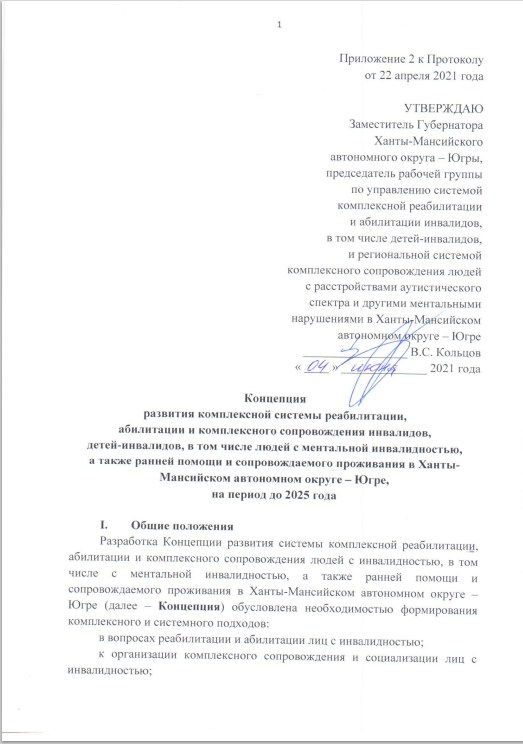 1
Приложение 2 к Протоколу
от 22 апреля 2021 года
УТВЕРЖДАЮ
Заместитель Губернатора
Ханты-Мансийского
автономного округа – Югры,
председатель рабочей группы
по управлению системой
комплексной реабилитации
и абилитации инвалидов,
в том числе детей-инвалидов,
и региональной системой
комплексного сопровождения людей
с расстройствами аутистического
спектра и другими ментальными
нарушениями в Ханты-Мансийском
автономном округе – Югре
В.С. Кольцов
« 04 » июня 2021 года
Концепция
развития комплексной системы реабилитации,
абилитации и комплексного сопровождения инвалидов,
детей-инвалидов, в том числе людей с ментальной инвалидностью,
а также ранней помощи и сопровождаемого проживания в Ханты-
Мансийском автономном округе – Югре,
на период до 2025 года
I. Общие положения
Разработка Концепции развития системы комплексной реабилитации,
абилитации и комплексного сопровождения людей с инвалидностью, в том
числе с ментальной инвалидностью, а также ранней помощи и
сопровождаемого проживания в Ханты-Мансийском автономном округе –
Югре (далее – Концепция) обусловлена необходимостью формирования
комплексного и системного подходов:
в вопросах реабилитации и абилитации лиц с инвалидностью;
к организации комплексного сопровождения и социализации лиц с
инвалидностью;